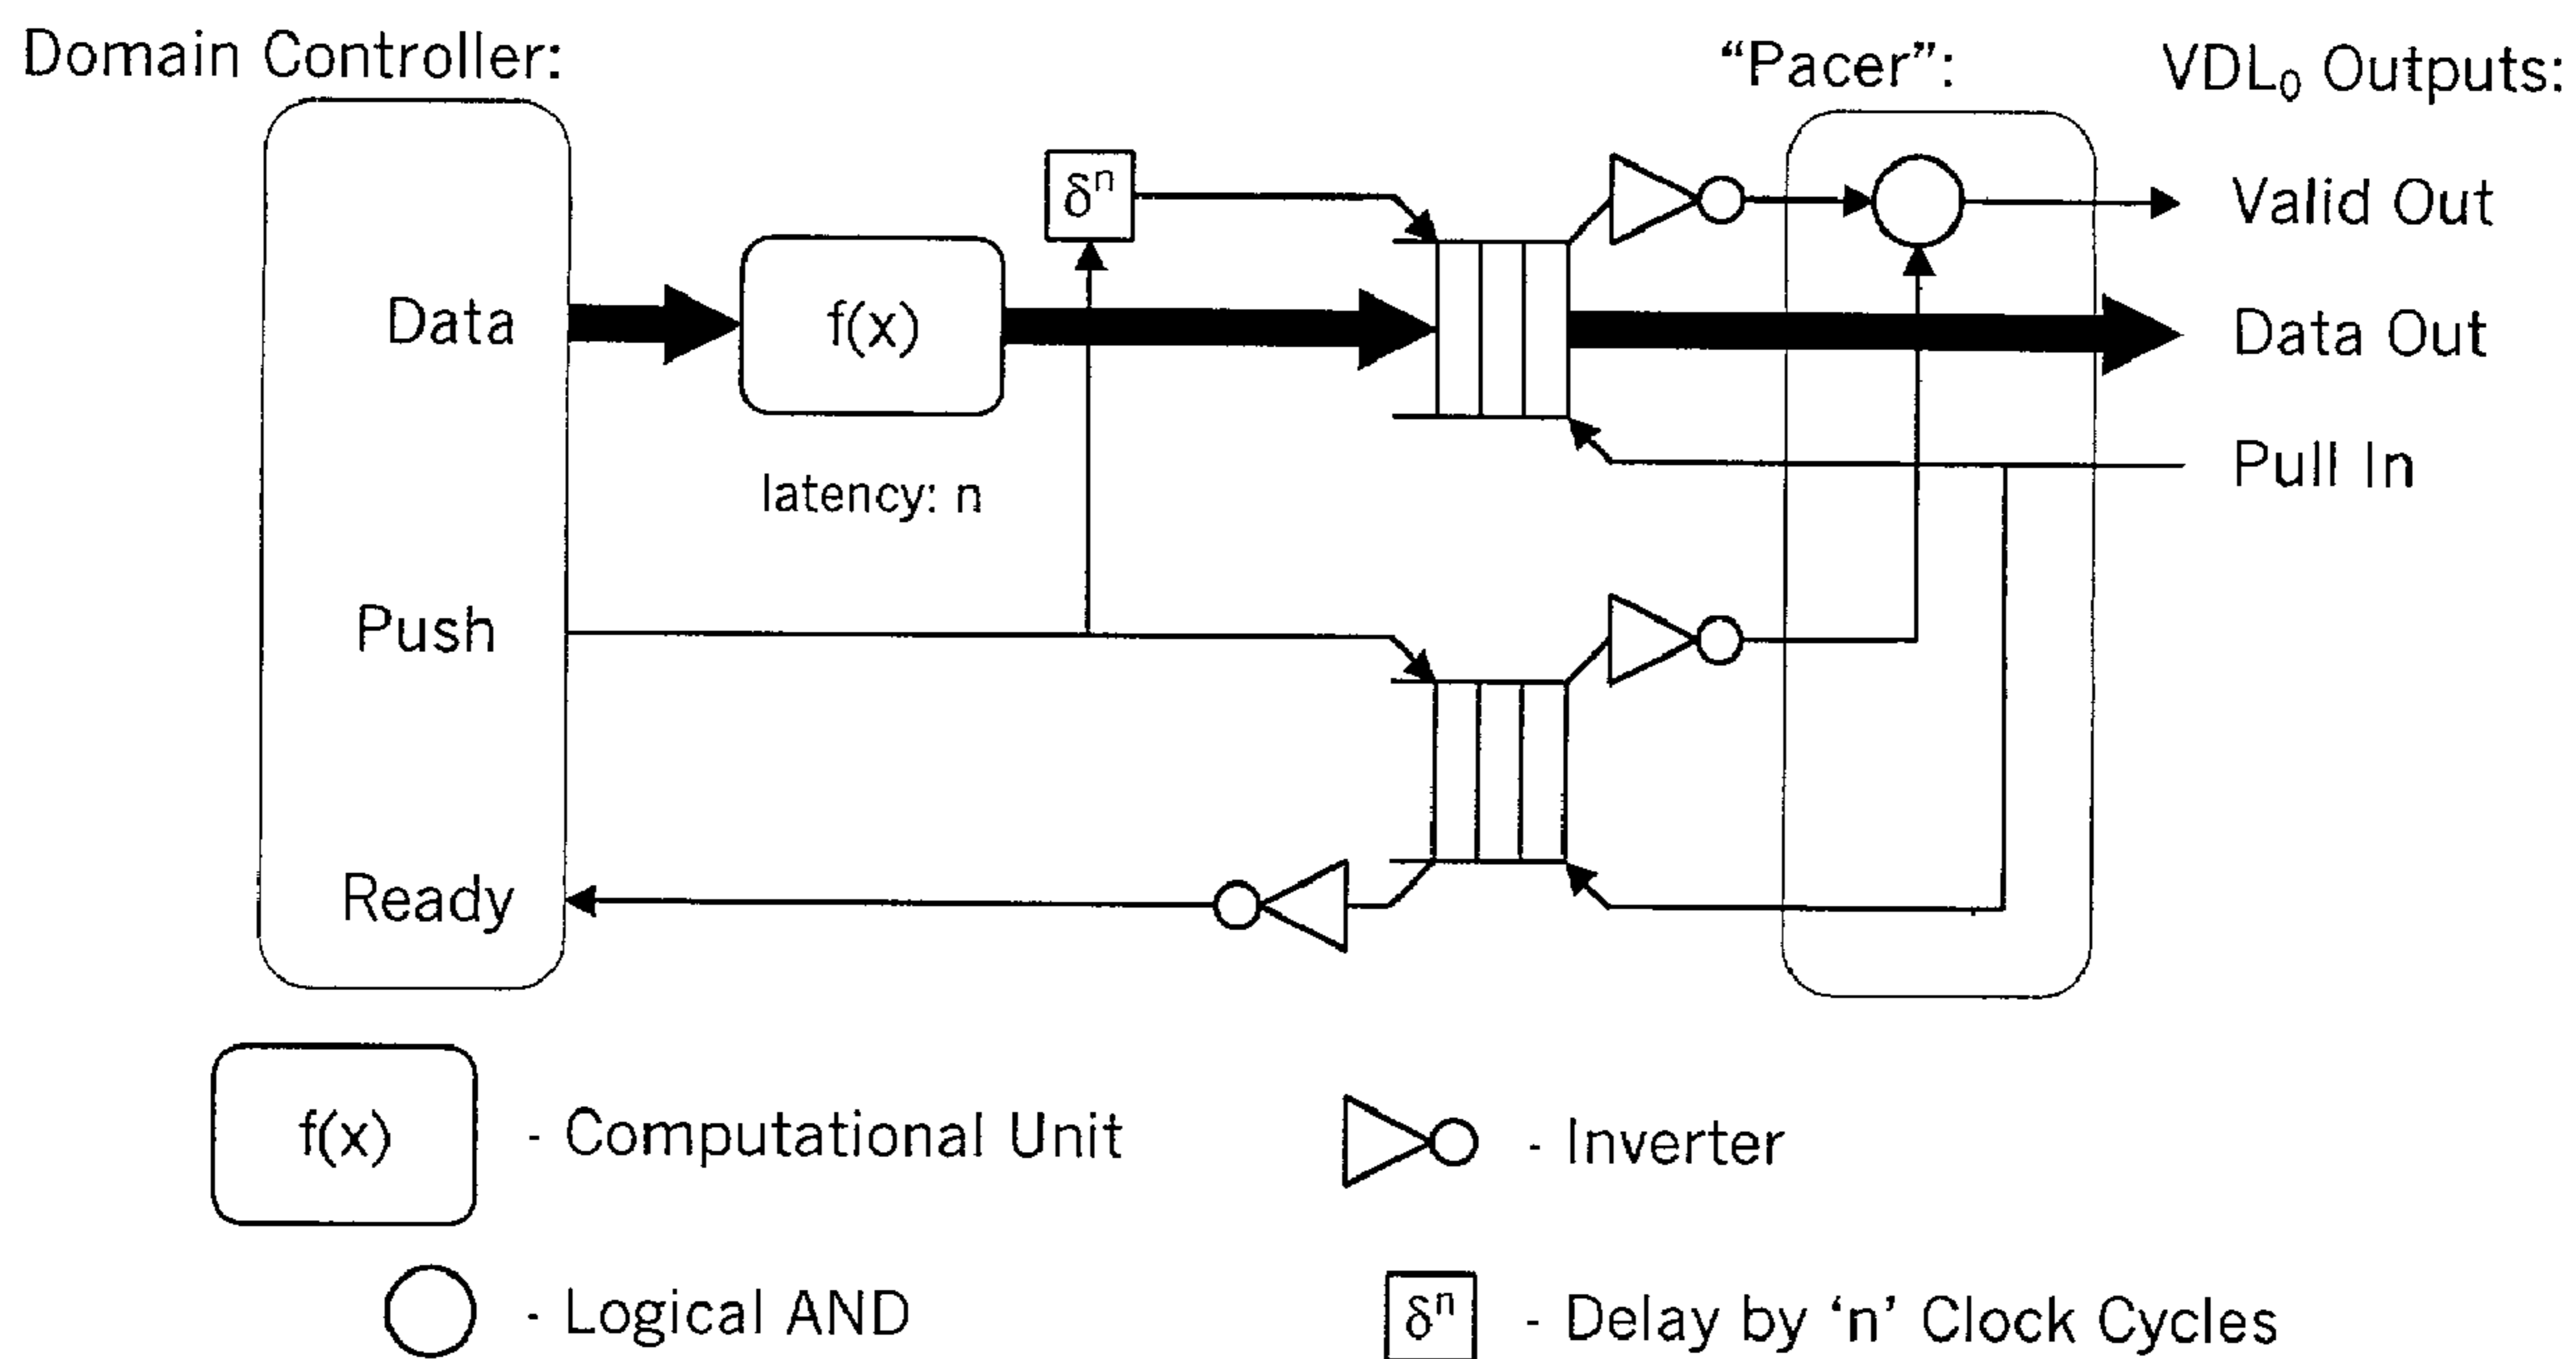 Domain Controller:
“Pacer”:
VDL₀ Outputs:
δⁿ
Valid Out
Data
f(x)
Data Out
Pull In
latency: n
Push
Ready
f(x) - Computational Unit
- Inverter
- Logical AND
δⁿ - Delay by ‘n’ Clock Cycles